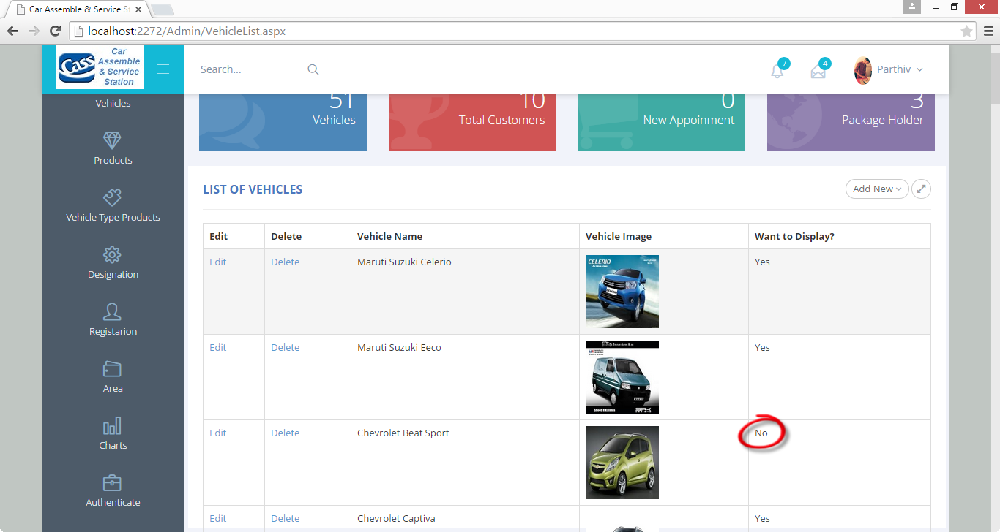 Car Assemble & Service St
localhost:2272/Admin/VehicleList.aspx
Cass
Car
Assemble
& Service
Station
Search...
7
4
Parthiv
Vehicles
Products
Vehicle Type Products
Designation
Registarion
Area
Charts
Authenticate
51
Vehicles
10
Total Customers
0
New Appoinment
3
Package Holder
LIST OF VEHICLES
Add New
Edit Delete Vehicle Name Vehicle Image Want to Display?
Edit Delete Maruti Suzuki Celerio Yes
CELERIO
CELERIO
Edit Delete Maruti Suzuki Eeco Yes
Edit Delete Chevrolet Beat Sport No
Edit Delete Chevrolet Captiva Yes